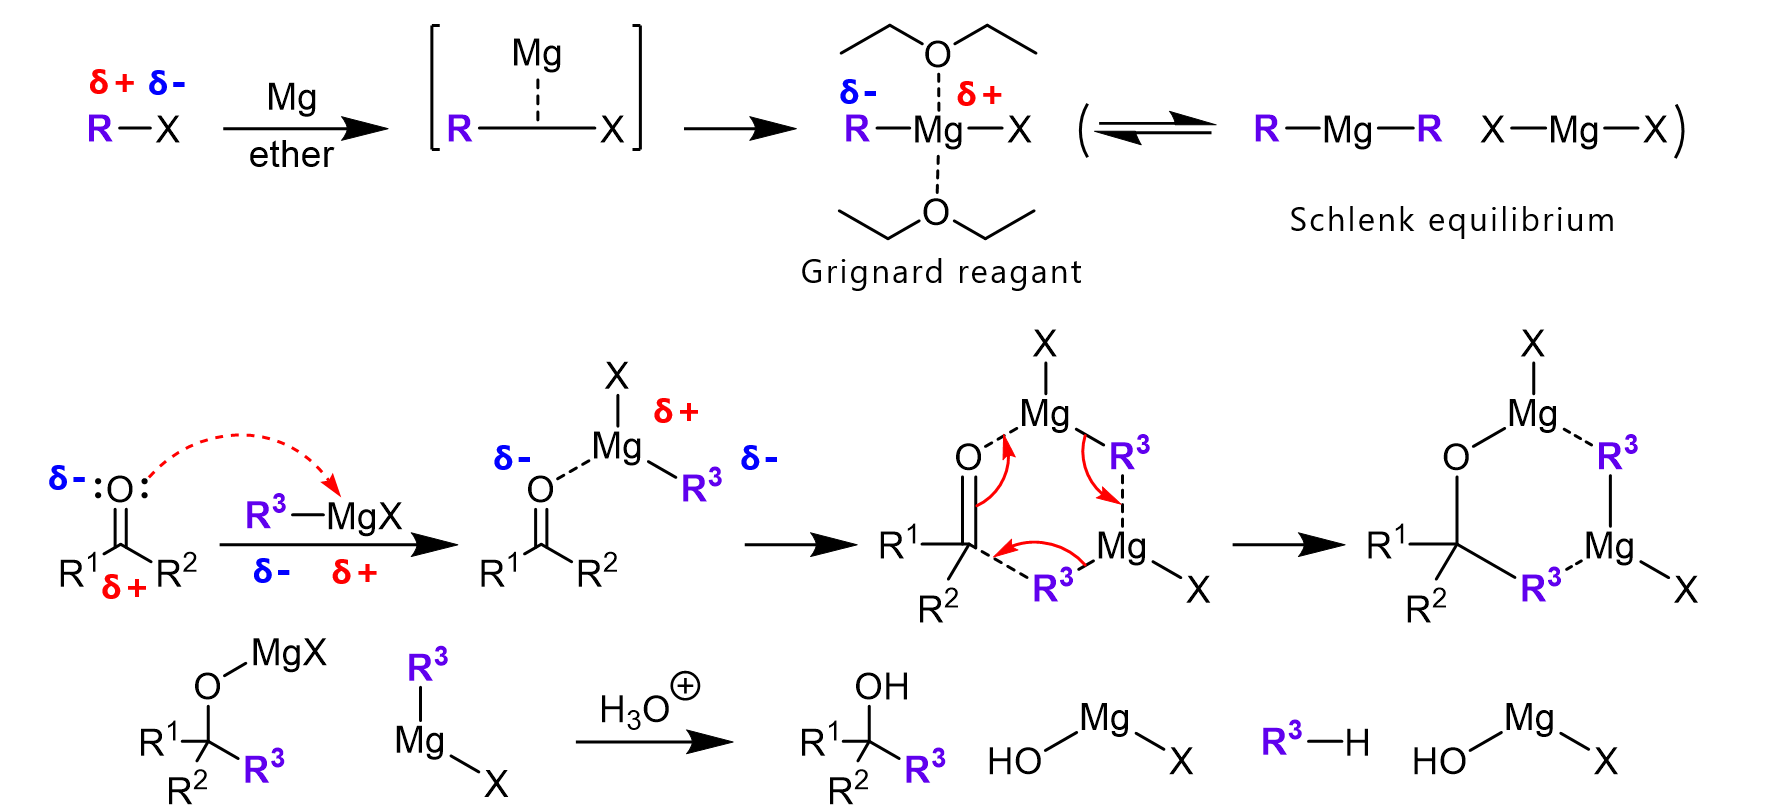 δ+ δ-
R—X
Mg
ether
Mg
R X
O
δ- δ+
R—Mg—X
O
Grignard reagant
( R—Mg—R X—Mg—X )
Schlenk equilibrium
δ- :O:
R¹ R²
δ+
R³—MgX
δ- δ+
X
Mg δ+
δ- O R³ δ-
R¹ R²
X
Mg
O R³
R¹ Mg
R² R³ X
X
Mg
O R³
R¹ Mg
R² R³ X
MgX
O
R¹ R³
R²
R³
Mg
X
H₃O⊕
OH
R¹ R³
R²
Mg
HO X
R³—H
Mg
HO X